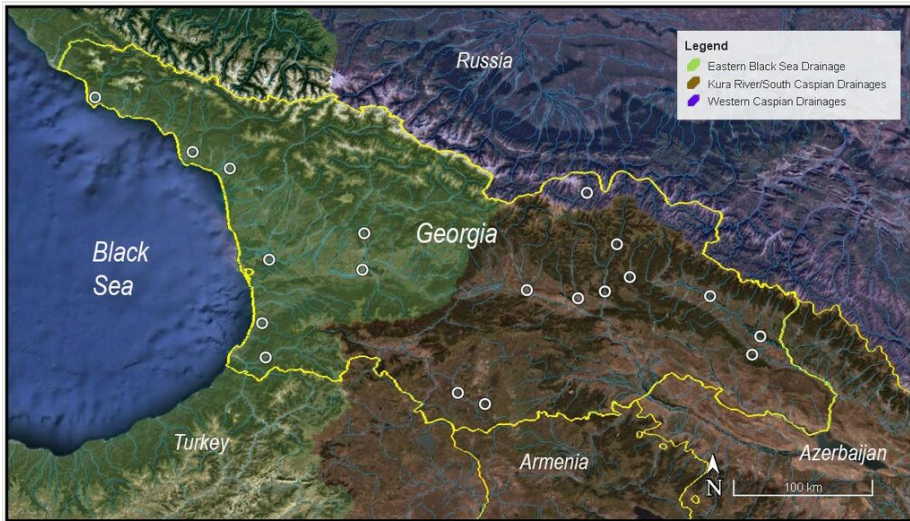 Russia
Legend
Eastern Black Sea Drainage
Kura River/South Caspian Drainages
Western Caspian Drainages
Georgia
Black
Sea
Turkey
Armenia
Azerbaijan
N
100 km